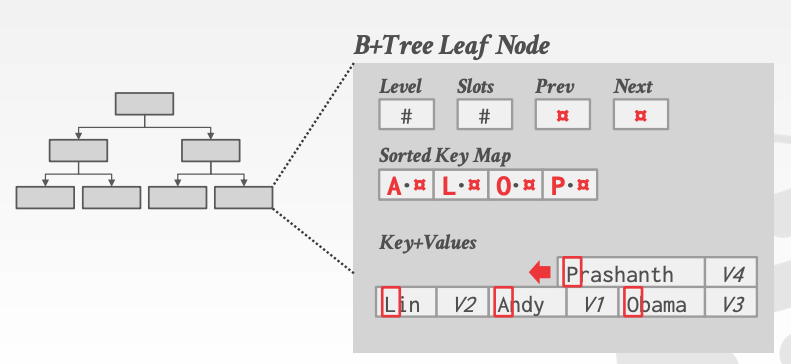 B+Tree Leaf Node
Level Slots Prev Next
# # ¤ ¤
Sorted Key Map
A·¤ L·¤ O·¤ P·¤
Key+Values
Prashanth V4
Lin V2 Andy V1 Obama V3